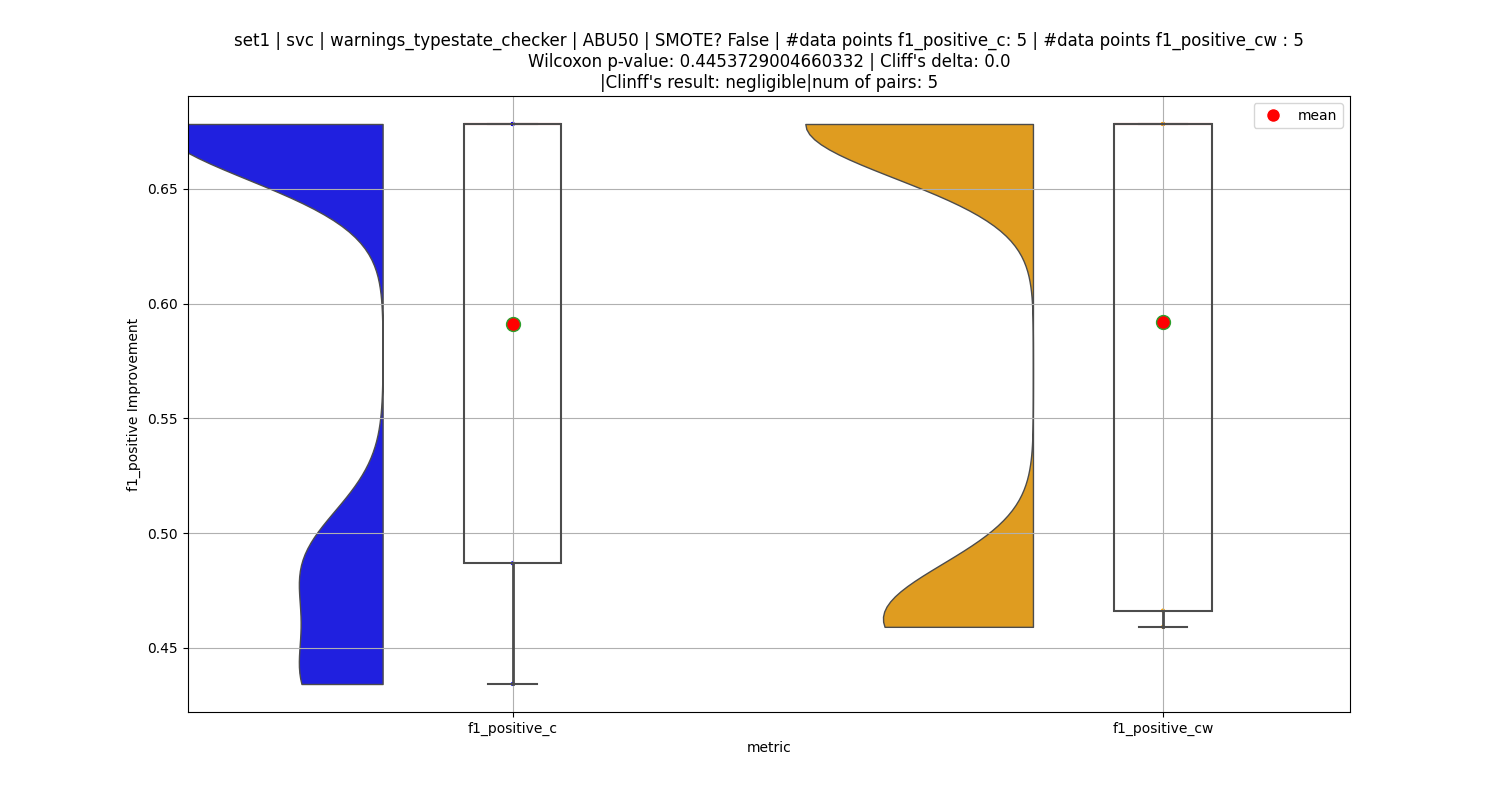 set1 | svc | warnings_typestate_checker | ABU50 | SMOTE? False | #data points f1_positive_c: 5 | #data points f1_positive_cw : 5
Wilcoxon p-value: 0.4453729004660332 | Cliff's delta: 0.0
|Clinff's result: negligible|num of pairs: 5
mean
0.65
0.60
0.55
0.50
0.45
f1_positive Improvement
f1_positive_c
f1_positive_cw
metric